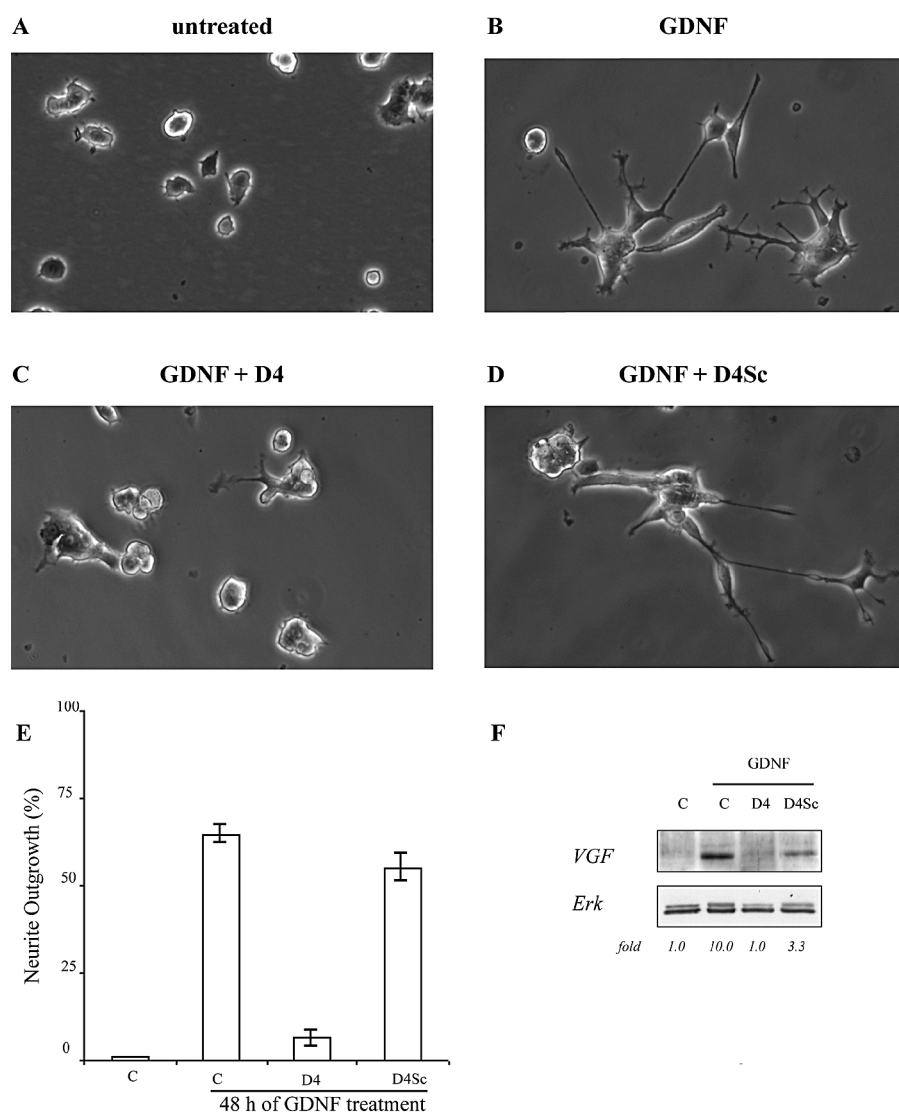 A untreated
B GDNF
C GDNF + D4
D GDNF + D4Sc
E
100
75
50
25
0
Neurite Outgrowth (%)
C C D4 D4Sc
48 h of GDNF treatment
F
GDNF
C C D4 D4Sc
VGF
Erk
fold 1.0 10.0 1.0 3.3